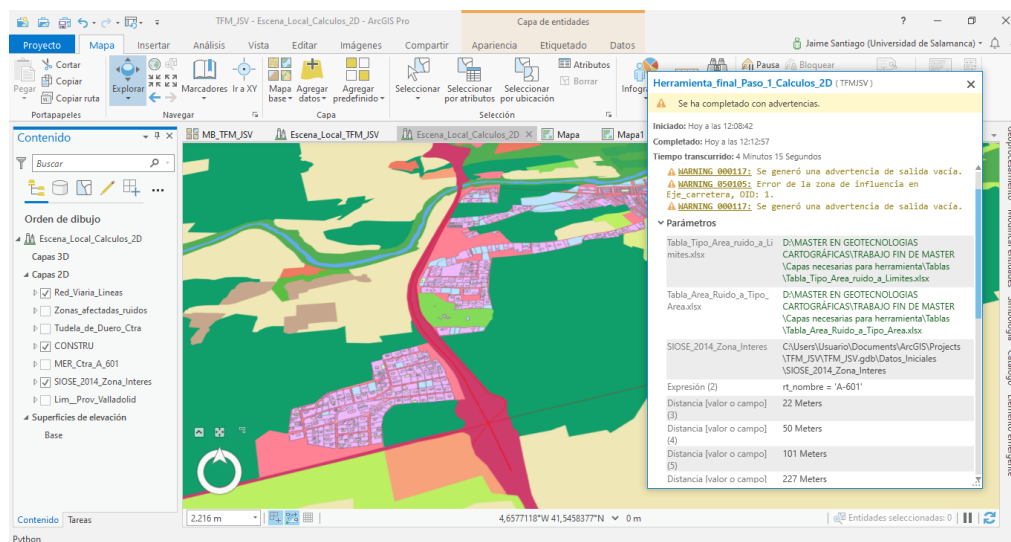 TFM_JSV - Escena_Local_Calculos_2D - ArcGIS Pro
Capa de entidades
?
Proyecto Mapa Insertar Análisis Vista Editar Imágenes Compartir Apariencia Etiquetado Datos
Jaime Santiago (Universidad de Salamanca)
Pegar
Cortar
Copiar
Copiar ruta
Portapapeles
Explorar
Marcadores
Ir a XY
Navegar
Mapa base
Agregar datos
Agregar predefinido
Capa
Seleccionar
Seleccionar por atributos
Seleccionar por ubicación
Atributos
Borrar
Selección
Infogr
Pausa
Bloquear
Contenido
Buscar
Orden de dibujo
Escena_Local_Calculos_2D
Capas 3D
Capas 2D
Red_Viaria_Lineas
Zonas_afectadas_ruidos
Tudela_de_Duero_Ctra
CONSTRU
MER_Ctra_A_601
SIOSE_2014_Zona_Interes
Lim__Prov_Valladolid
Superficies de elevación
Base
Contenido Tareas
Python
MB_TFM_JSV
Escena_Local_TFM_JSV
Escena_Local_Calculos_2D
Mapa
Mapa1
Herramienta_final_Paso_1_Calculos_2D (TFMJSV)
Se ha completado con advertencias.
Iniciado: Hoy a las 12:08:42
Completado: Hoy a las 12:12:57
Tiempo transcurrido: 4 Minutos 15 Segundos
WARNING 000117: Se generó una advertencia de salida vacía.
WARNING 050105: Error de la zona de influencia en
Eje_carretera, OID: 1.
WARNING 000117: Se generó una advertencia de salida vacía.
Parámetros
Tabla_Tipo_Area_ruido_a_Li
mites.xlsx
D:\MASTER EN GEOTECNOLOGIAS
CARTOGRÁFICAS\TRABAJO FIN DE MASTER
\Capas necesarias para herramienta\Tablas
\Tabla_Tipo_Area_ruido_a_Limites.xlsx
Tabla_Area_Ruido_a_Tipo_
Area.xlsx
D:\MASTER EN GEOTECNOLOGIAS
CARTOGRÁFICAS\TRABAJO FIN DE MASTER
\Capas necesarias para herramienta\Tablas
\Tabla_Area_Ruido_a_Tipo_Area.xlsx
SIOSE_2014_Zona_Interes
C:\Users\Usuario\Documents\ArcGIS\Projects
\TFM_JSV\TFM_JSV.gdb\Datos_Iniciales
\SIOSE_2014_Zona_Interes
Expresión (2)
rt_nombre = 'A-601'
Distancia [valor o campo]
(3)
22 Meters
Distancia [valor o campo]
(4)
50 Meters
Distancia [valor o campo]
(5)
101 Meters
Distancia [valor o campo]
227 Meters
2.216 m
4,6577118°W 41,5458377°N
0 m
Entidades seleccionadas: 0
Catálogo
Elemento emergente